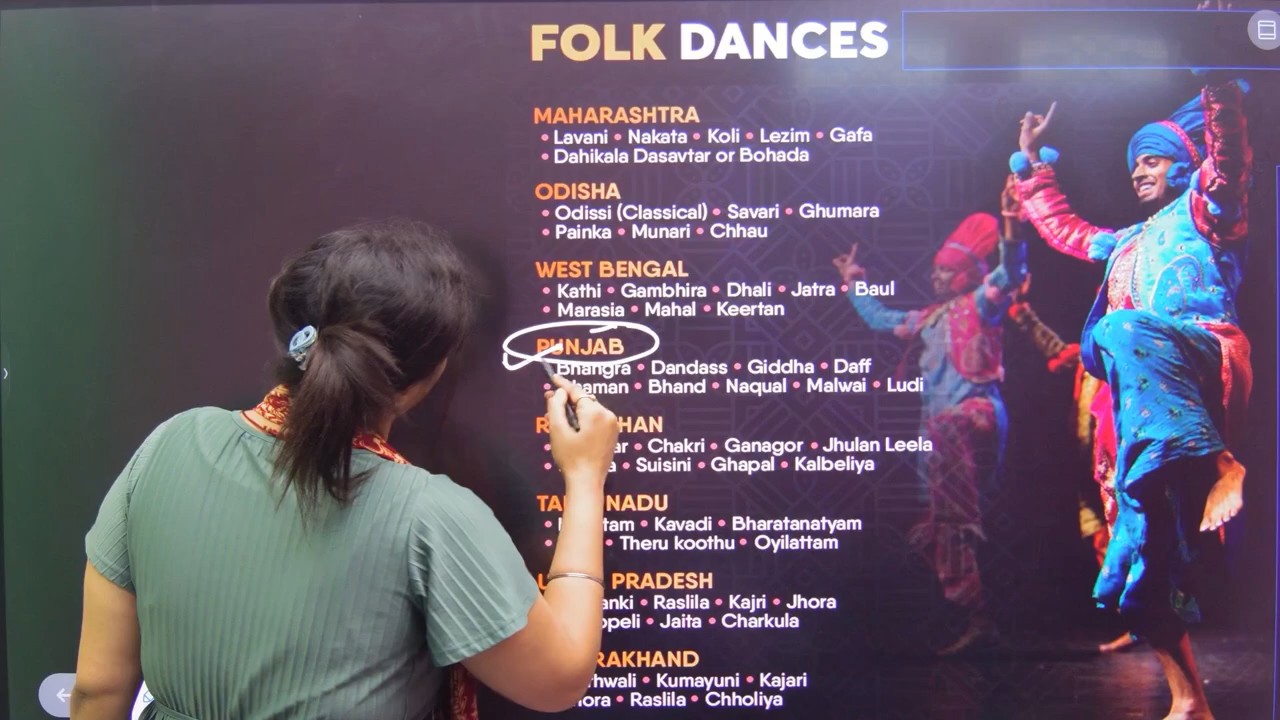 FOLK DANCES
MAHARASHTRA
• Lavani • Nakata • Koli • Lezim • Gafa
• Dahikala Dasavtar or Bohada
ODISHA
• Odissi (Classical) • Savari • Ghumara
• Painka • Munari • Chhau
WEST BENGAL
• Kathi • Gambhira • Dhali • Jatra • Baul
• Marasia • Mahal • Keertan
PUNJAB
• Bhangra • Dandass • Giddha • Daff
• Bhand • Naqual • Malwai • Ludi
• Chakri • Ganagor • Jhulan Leela
• Suisini • Ghapal • Kalbeliya
NADU
• Kavadi • Bharatanatyam
• Theru koothu • Oyilattam
PRADESH
• Raslila • Kajri • Jhora
• Jaita • Charkula
• Kumayuni • Kajari
• Raslila • Chholiya